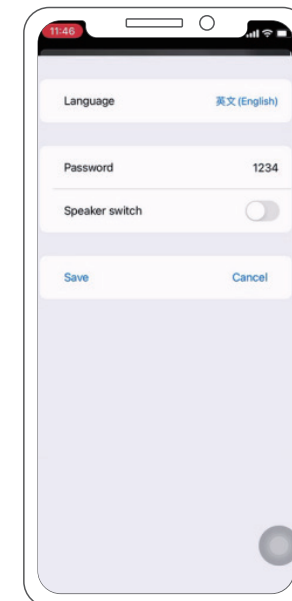 11:46
Language 英文 (English)
Password 1234
Speaker switch
Save Cancel